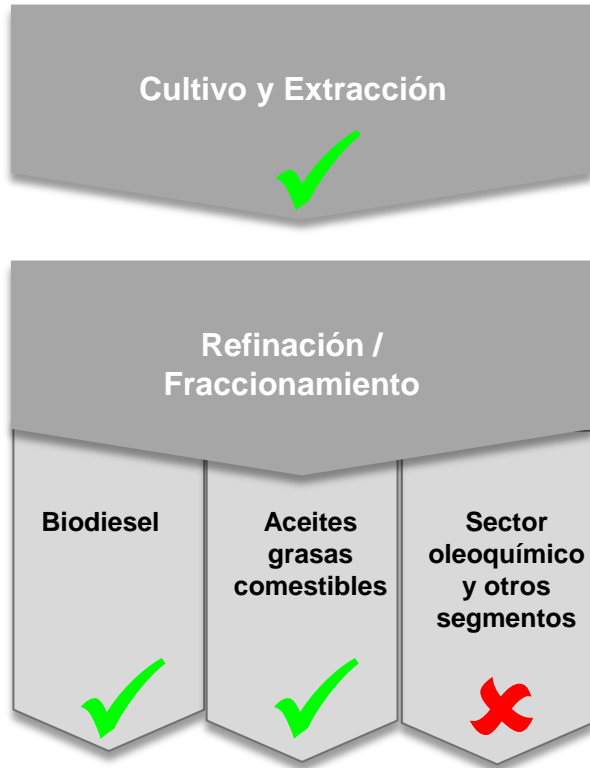 Cultivo y Extracción
Refinación /
Fraccionamiento
Biodiesel
Aceites
grasas
comestibles
Sector
oleoquímico
y otros
segmentos